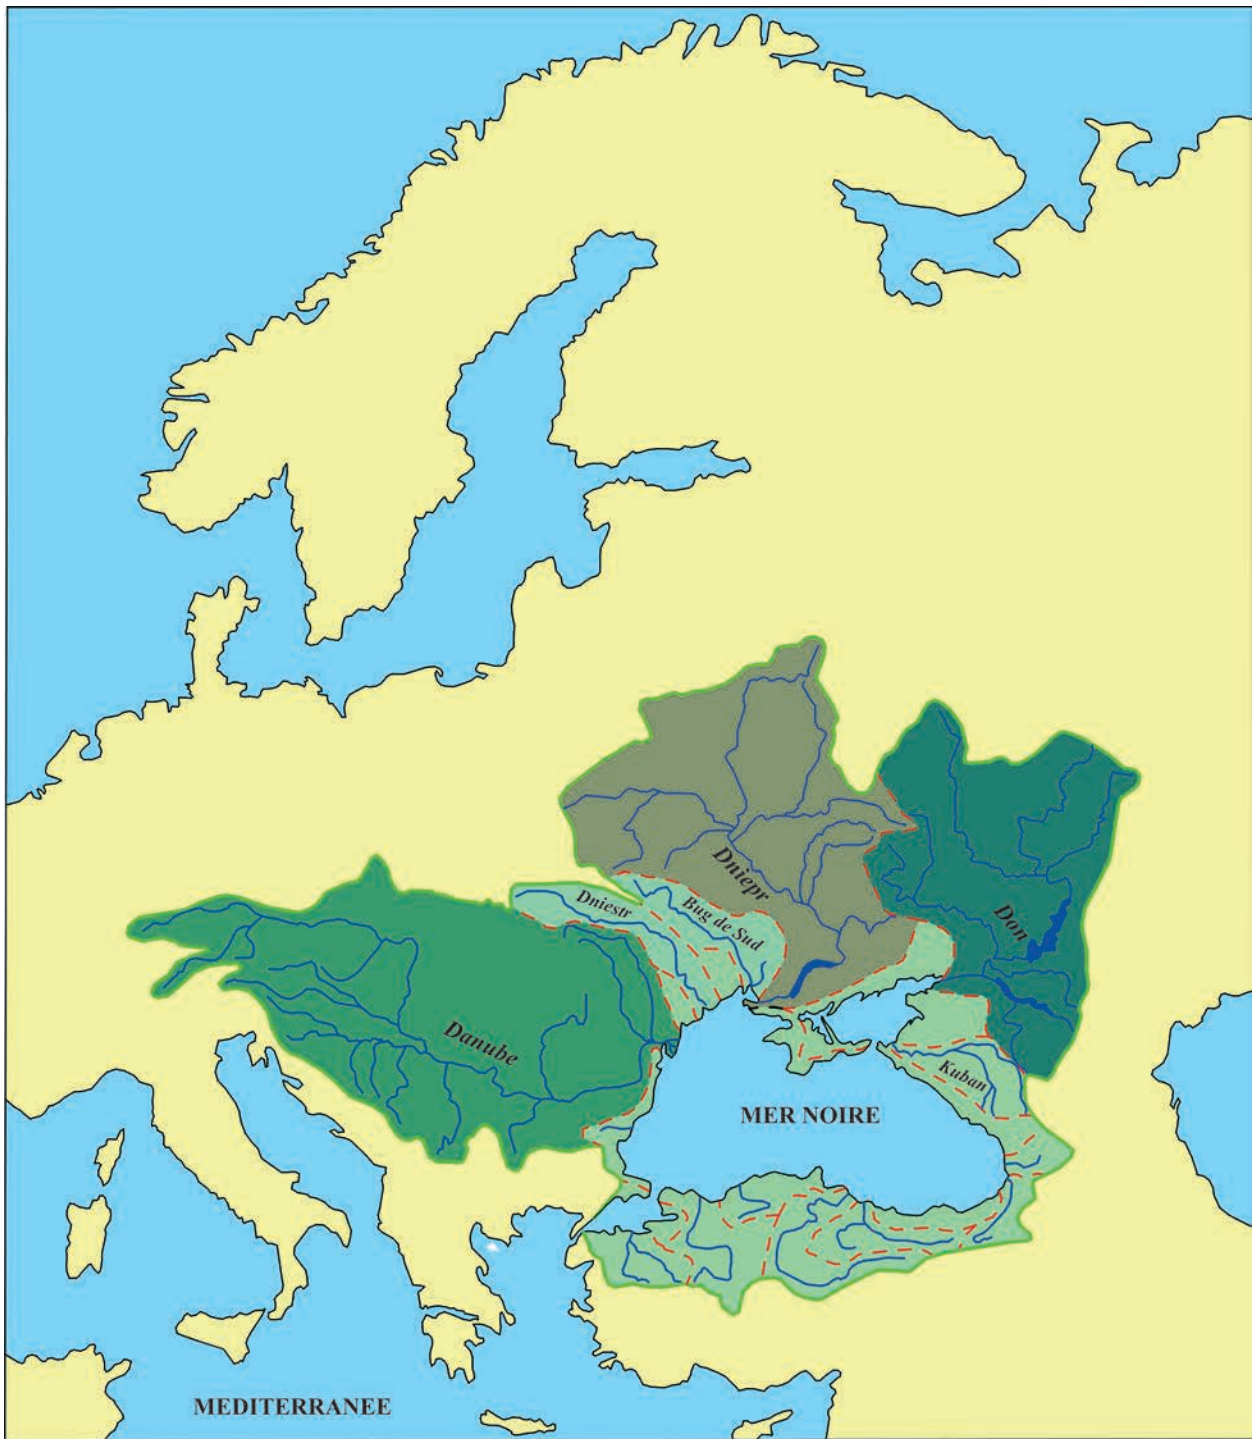 Dniepr
Dniestr
Bug de Sud
Don
Danube
Kuban
MER NOIRE
MEDITERRANEE